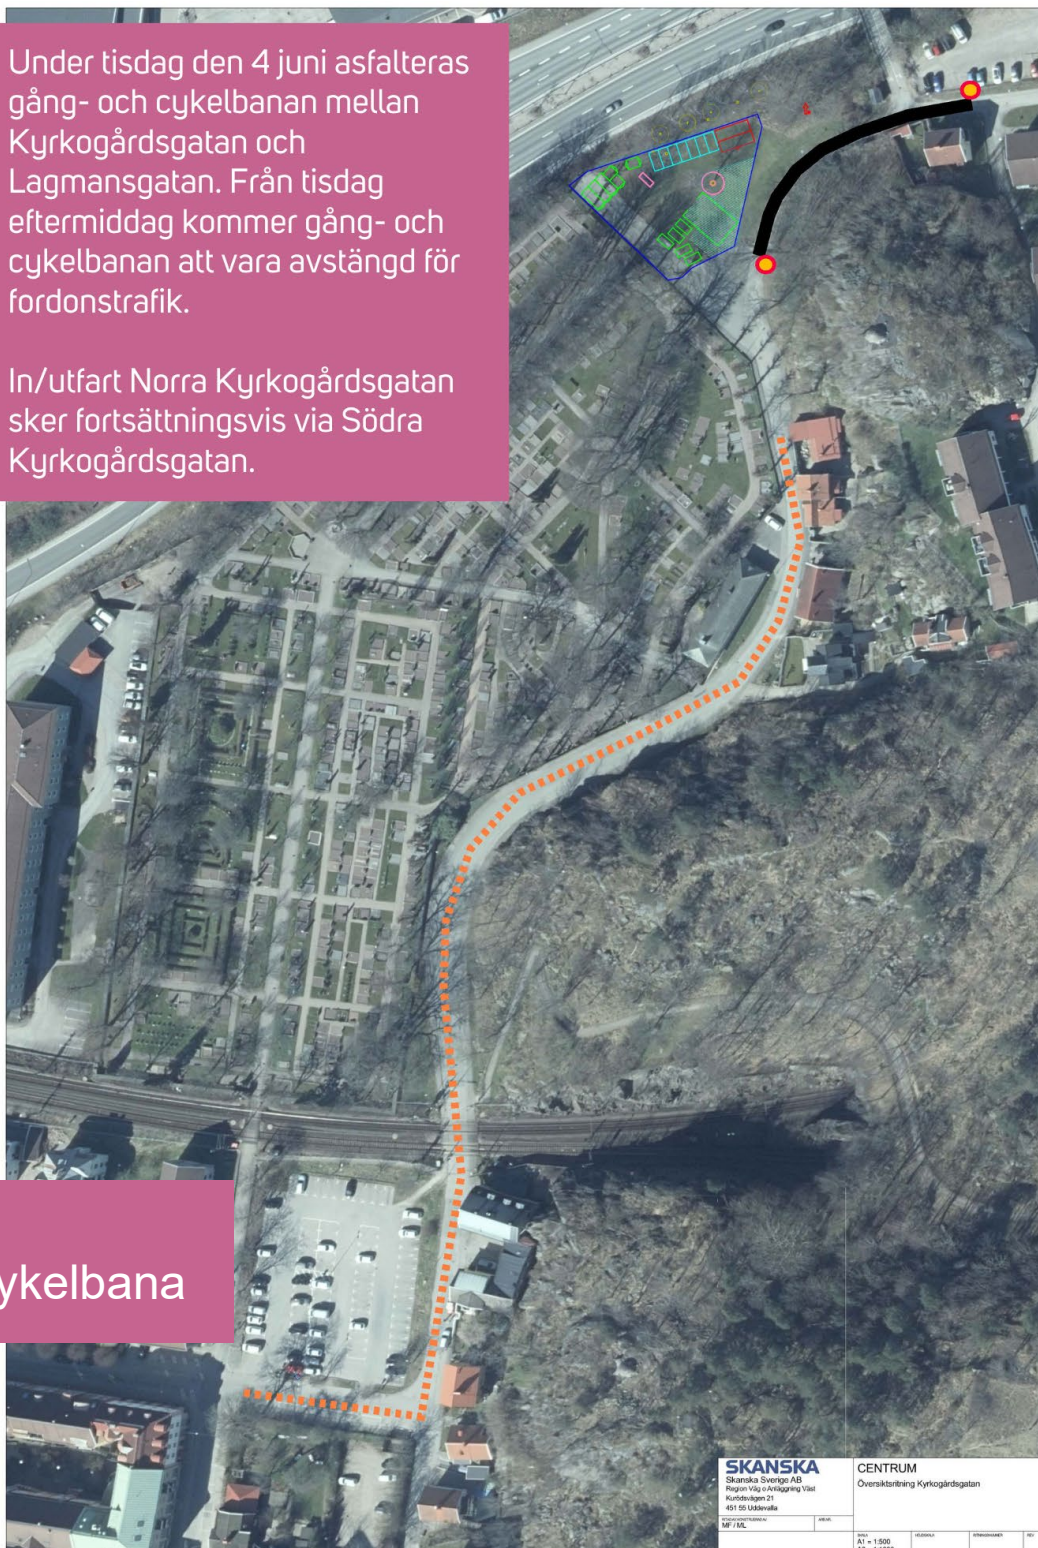 Under tisdag den 4 juni asfalteras
gång- och cykelbanan mellan
Kyrkogårdsgatan och
Lagmansgatan. Från tisdag
eftermiddag kommer gång- och
cykelbanan att vara avstängd för
fordonstrafik.
In/utfart Norra Kyrkogårdsgatan
sker fortsättningsvis via Södra
Kyrkogårdsgatan.
ykelbana
SKANSKA
Skanska Sverige AB
Region Väg o Anläggning Väst
Kurödsvägen 21
451 55 Uddevalla
MF / ML
CENTRUM
Översiktsritning Kyrkogårdsgatan
SKALA
A1 = 1:500